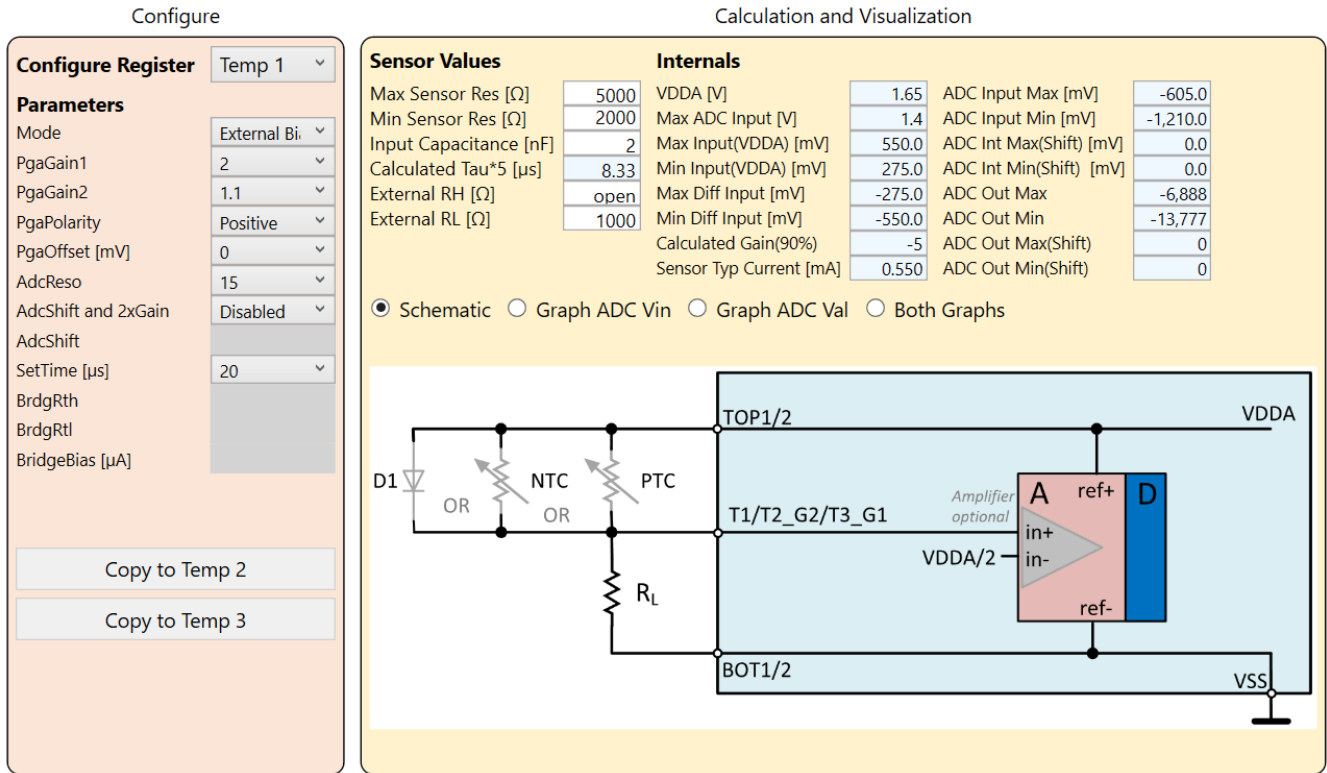 Configure
Configure Register Temp 1
Parameters
Mode External Bi
PgaGain1 2
PgaGain2 1.1
PgaPolarity Positive
PgaOffset [mV] 0
AdcReso 15
AdcShift and 2xGain Disabled
AdcShift
SetTime [µs] 20
BrdgRth
BrdgRtl
BridgeBias [µA]
Copy to Temp 2
Copy to Temp 3
Calculation and Visualization
Sensor Values
Max Sensor Res [Ω] 5000
Min Sensor Res [Ω] 2000
Input Capacitance [nF] 2
Calculated Tau*5 [µs] 8.33
External RH [Ω] open
External RL [Ω] 1000
Internals
VDDA [V] 1.65
Max ADC Input [V] 1.4
Max Input(VDDA) [mV] 550.0
Min Input(VDDA) [mV] 275.0
Max Diff Input [mV] -275.0
Min Diff Input [mV] -550.0
Calculated Gain(90%) -5
Sensor Typ Current [mA] 0.550
ADC Input Max [mV] -605.0
ADC Input Min [mV] -1,210.0
ADC Int Max(Shift) [mV] 0.0
ADC Int Min(Shift) [mV] 0.0
ADC Out Max -6,888
ADC Out Min -13,777
ADC Out Max(Shift) 0
ADC Out Min(Shift) 0
Schematic Graph ADC Vin Graph ADC Val Both Graphs
TOP1/2 VDDA
D1 OR NTC OR PTC
T1/T2_G2/T3_G1
Amplifier
optional
A ref+ D
in+
VDDA/2 in-
RL
ref-
BOT1/2
VSS